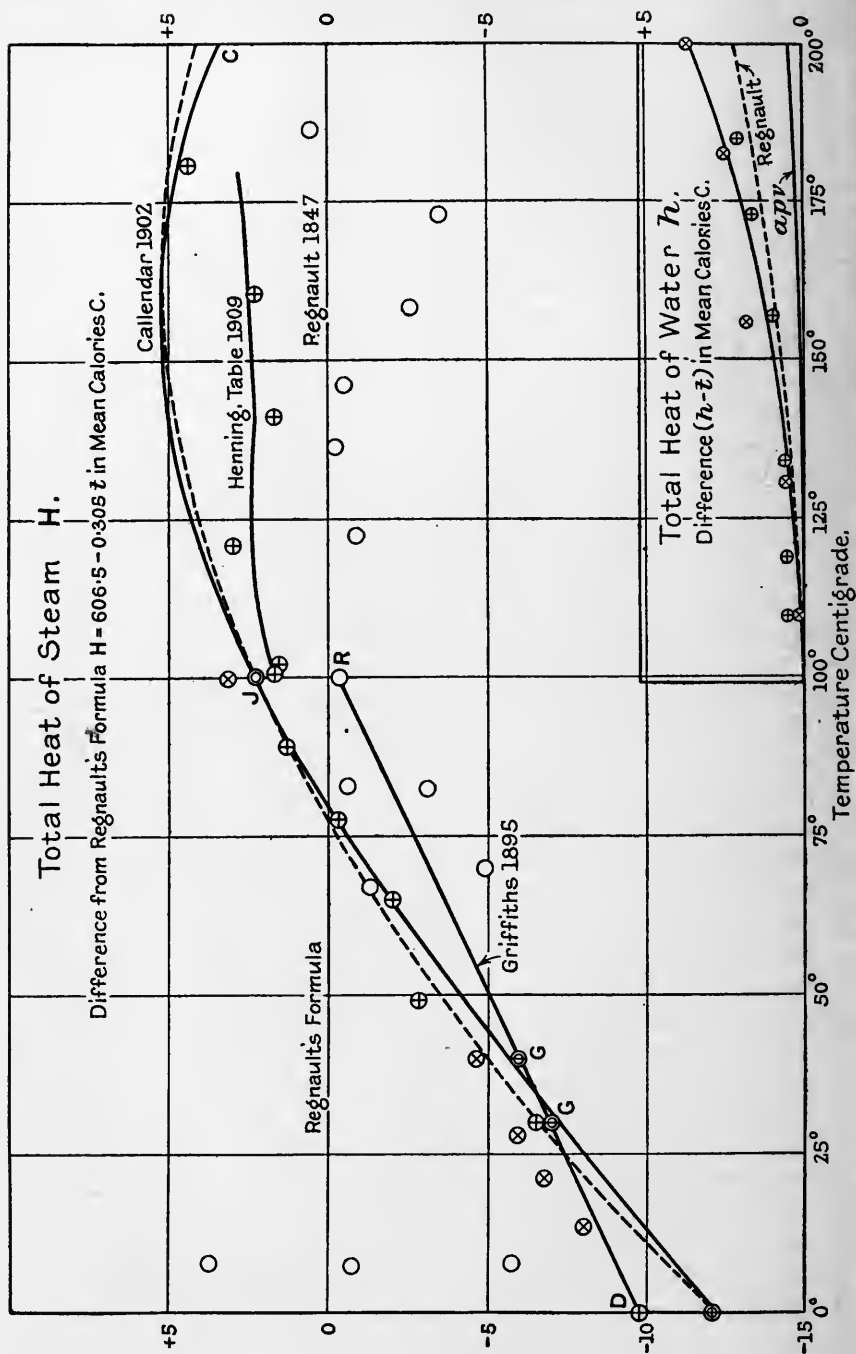 Total Heat of Steam H.
Difference from Regnault's Formula H = 606·5 - 0·305 t in Mean Calories C.
+5
0
-5
-10
-15
Callendar 1902
C
Henning, Table 1909
Regnault 1847
J
R
Regnault's Formula
Griffiths 1895
G
G
D
+5
0
-5
Total Heat of Water h.
Difference (h-t) in Mean Calories C.
Regnault
apv
+5
0
0°
25°
50°
75°
100°
125°
150°
175°
200°
Temperature Centigrade.